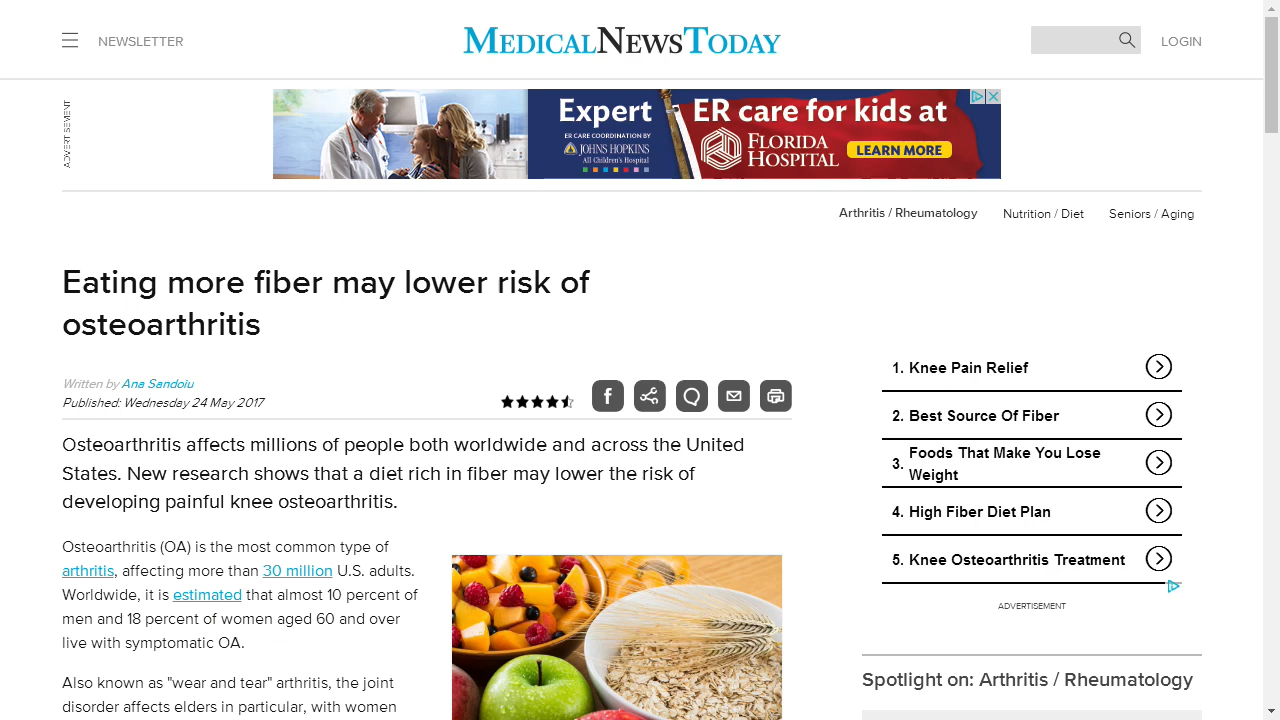 NEWSLETTER
MEDICALNEWSTODAY
LOGIN
ADVERTISEMENT
Expert
ER CARE COORDINATION BY
JOHNS HOPKINS
All Children's Hospital
ER care for kids at
FLORIDA
HOSPITAL
LEARN MORE
Arthritis / Rheumatology
Nutrition / Diet
Seniors / Aging
Eating more fiber may lower risk of
osteoarthritis
Written by Ana Sandoiu
Published: Wednesday 24 May 2017
Osteoarthritis affects millions of people both worldwide and across the United
States. New research shows that a diet rich in fiber may lower the risk of
developing painful knee osteoarthritis.
Osteoarthritis (OA) is the most common type of
arthritis, affecting more than 30 million U.S. adults.
Worldwide, it is estimated that almost 10 percent of
men and 18 percent of women aged 60 and over
live with symptomatic OA.
Also known as "wear and tear" arthritis, the joint
disorder affects elders in particular, with women
1. Knee Pain Relief
2. Best Source Of Fiber
3. Foods That Make You Lose
Weight
4. High Fiber Diet Plan
5. Knee Osteoarthritis Treatment
ADVERTISEMENT
Spotlight on: Arthritis / Rheumatology